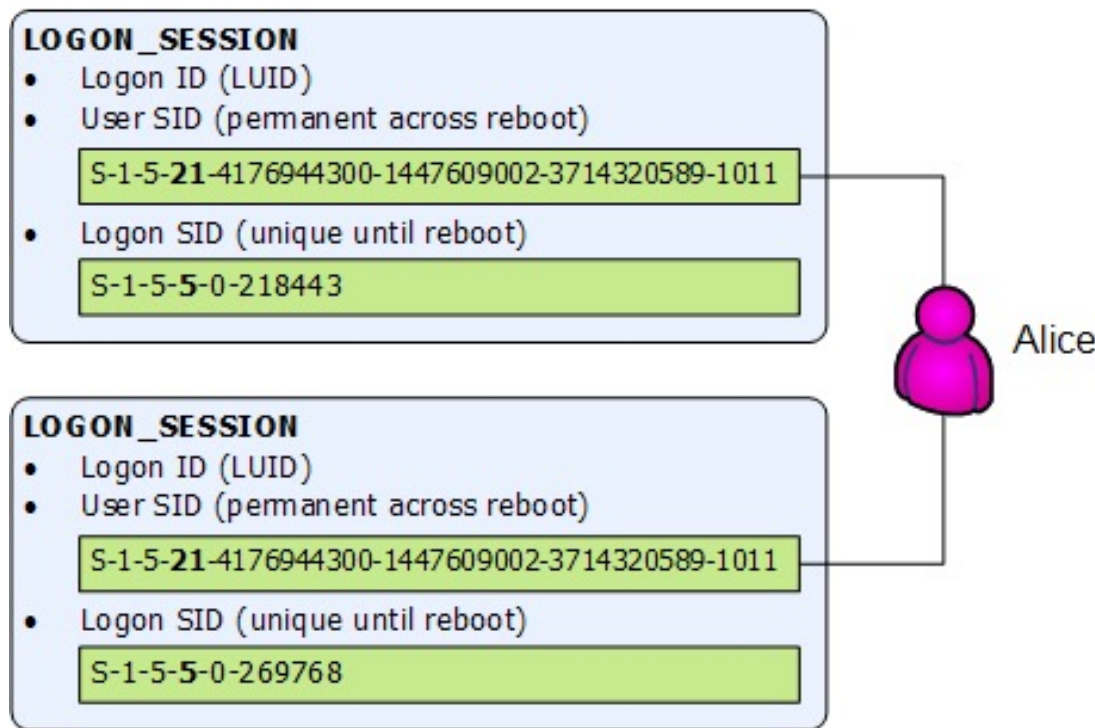 LOGON_SESSION
• Logon ID (LUID)
• User SID (permanent across reboot)
S-1-5-21-4176944300-1447609002-3714320589-1011
• Logon SID (unique until reboot)
S-1-5-5-0-218443
Alice
LOGON_SESSION
• Logon ID (LUID)
• User SID (permanent across reboot)
S-1-5-21-4176944300-1447609002-3714320589-1011
• Logon SID (unique until reboot)
S-1-5-5-0-269768